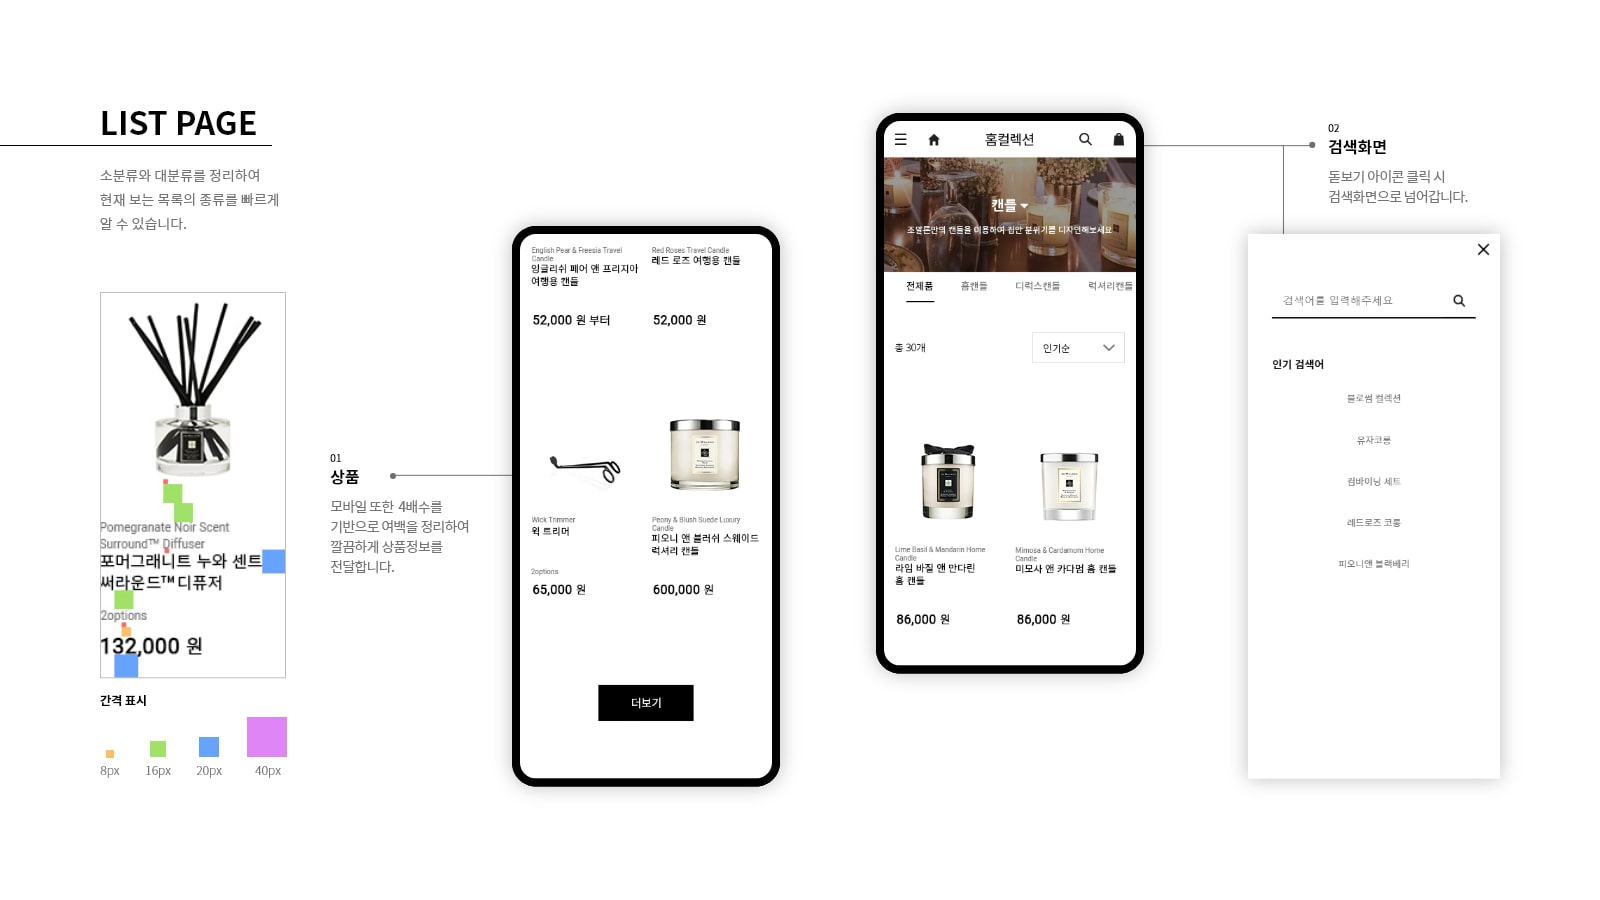 LIST PAGE
소분류와 대분류를 정리하여
현재 보는 목록의 종류를 빠르게
알 수 있습니다.
Pomegranate Noir Scent
Surround™ Diffuser
포머그래니트 누와 센트
써라운드™ 디퓨저
2options
132,000 원
간격 표시
8px
16px
20px
40px
01
상품
모바일 또한 4배수를
기반으로 여백을 정리하여
깔끔하게 상품정보를
전달합니다.
English Pear & Freesia Travel
Candle
잉글리쉬 페어 앤 프리지아
여행용 캔들
52,000 원 부터
Red Roses Travel Candle
레드 로즈 여행용 캔들
52,000 원
Wick Trimmer
윅 트리머
2options
65,000 원
Peony & Blush Suede Luxury
Candle
피오니 앤 블러쉬 스웨이드
럭셔리 캔들
600,000 원
더보기
홈컬렉션
캔들
조말론만의 캔들을 이용하여 집안 분위기를 디자인해보세요
전제품
홈캔들
디럭스캔들
럭셔리캔들
총 30개
인기순
Lime Basil & Mandarin Home
Candle
라임 바질 앤 만다린
홈 캔들
86,000 원
Mimosa & Cardamom Home
Candle
미모사 앤 카다멈 홈 캔들
86,000 원
02
검색화면
돋보기 아이콘 클릭 시
검색화면으로 넘어갑니다.
검색어를 입력해주세요
인기 검색어
블로썸 컬렉션
유자코롱
컴바이닝 세트
레드로즈 코롱
피오니앤 블랙베리